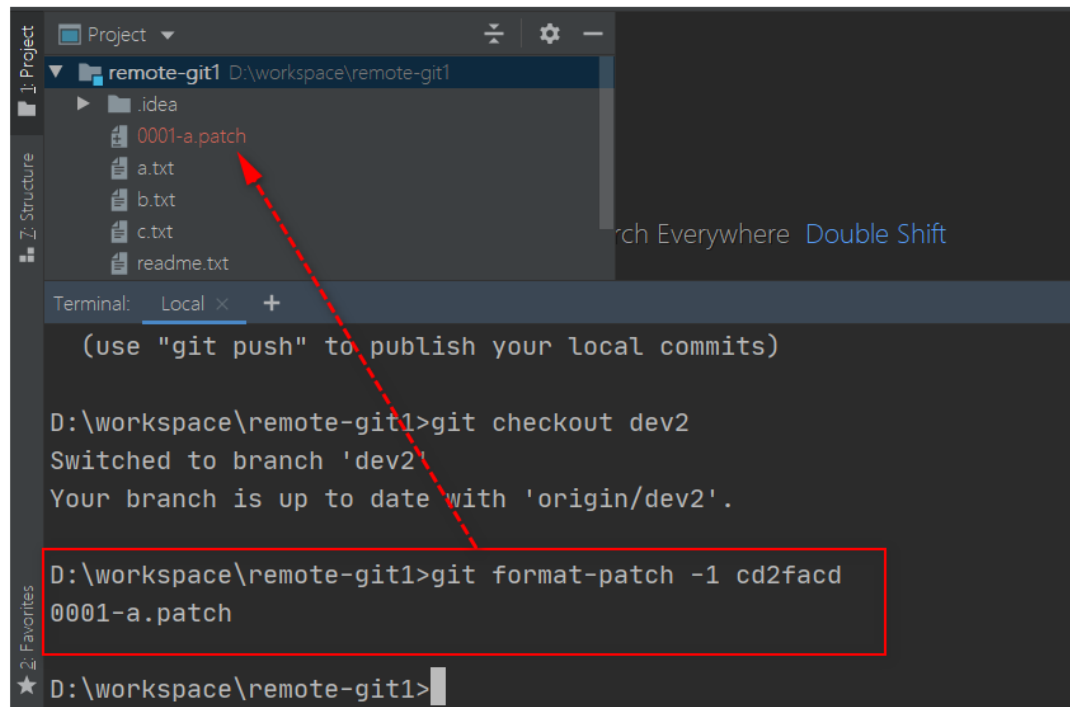 1: Project
Z: Structure
2: Favorites
Project
remote-git1 D:\workspace\remote-git1
.idea
0001-a.patch
a.txt
b.txt
c.txt
readme.txt
rch Everywhere Double Shift
Terminal: Local × +
(use "git push" to publish your local commits)
D:\workspace\remote-git1>git checkout dev2
Switched to branch 'dev2'
Your branch is up to date with 'origin/dev2'.
D:\workspace\remote-git1>git format-patch -1 cd2facd
0001-a.patch
D:\workspace\remote-git1>